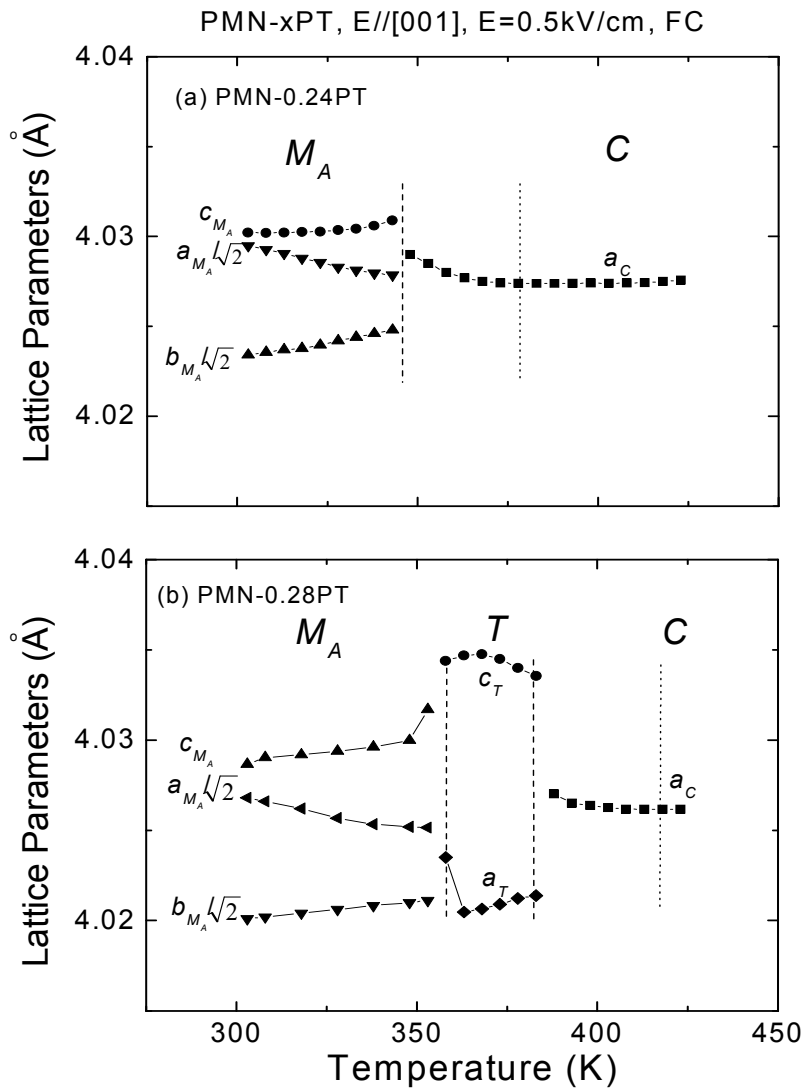 PMN-xPT, E//[001], E=0.5kV/cm, FC
4.04
(a) PMN-0.24PT
M_A
C
c_{M_A}
4.03
a_{M_A}/√2
a_C
b_{M_A}/√2
4.02
Lattice Parameters (Å)
4.04
(b) PMN-0.28PT
M_A
T
C
c_T
4.03
c_{M_A}
a_{M_A}/√2
a_C
a_T
b_{M_A}/√2
4.02
Lattice Parameters (Å)
300
350
400
450
Temperature (K)